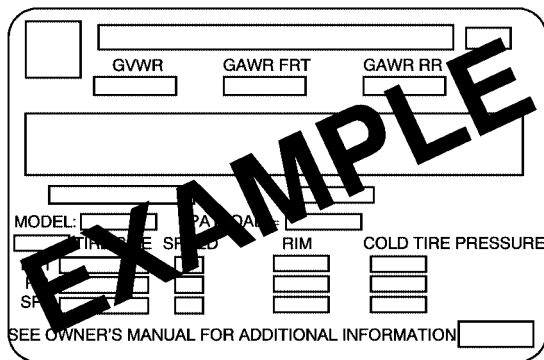 GVWR GAWR FRT GAWR RR
EXAMPLE
MODEL:
RIM COLD TIRE PRESSURE
SEE OWNER'S MANUAL FOR ADDITIONAL INFORMATION